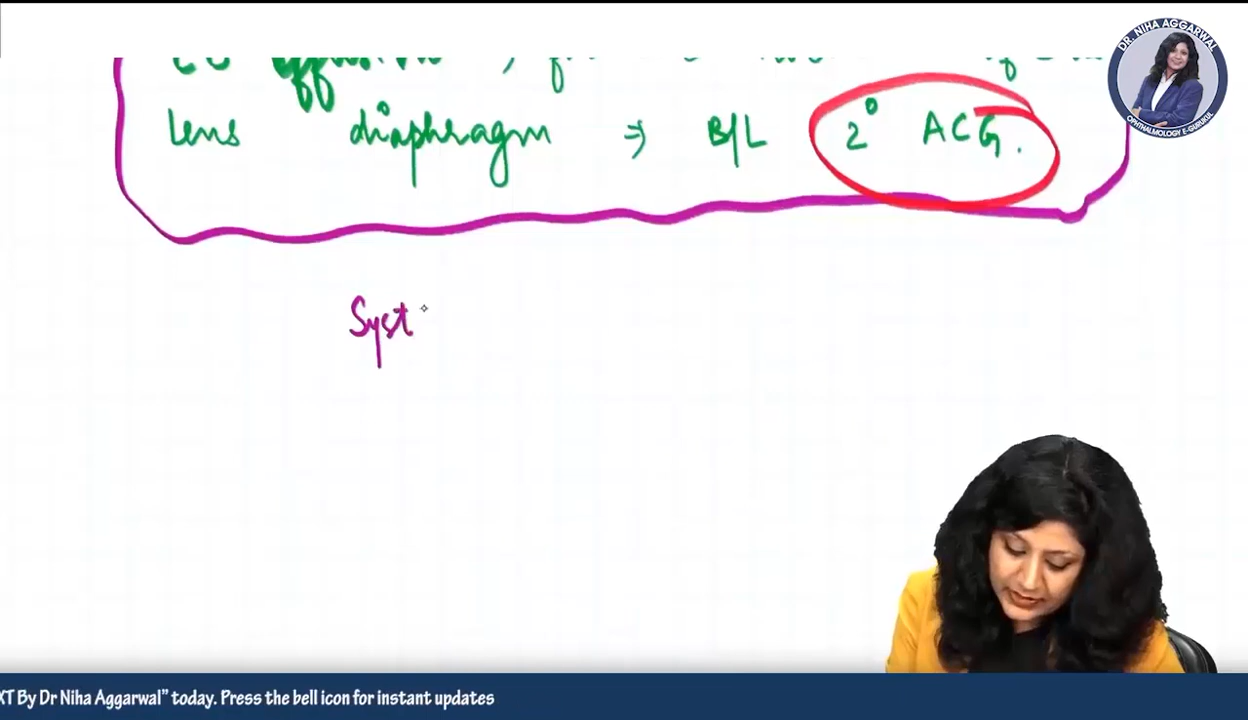 DR. NIHA AGGARWAL
OPHTHALMOLOGY E-GURUKUL
lens diaphragm ⇒ B/L 2° ACG.
Syst
XT By Dr Niha Aggarwal" today. Press the bell icon for instant updates